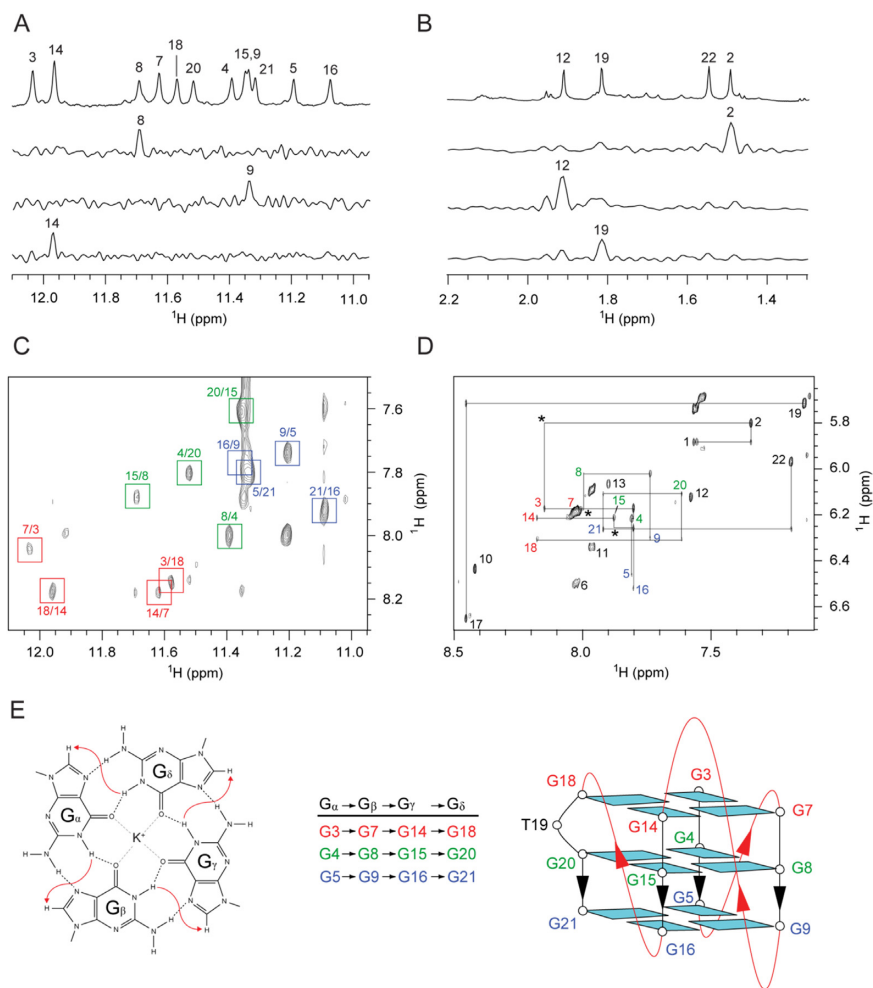 A
3 14 8 7 18 20 4 15,9 21 5 16
8
9
14
12.0 11.8 11.6 11.4 11.2 11.0
¹H (ppm)
B
12 19 22 2
2
12
19
2.2 2.0 1.8 1.6 1.4
¹H (ppm)
C
20/15
16/9 9/5
4/20
5/21
15/8 21/16
8/4
7/3
3/18
18/14 14/7
7.6
7.8
8.0
8.2
¹H (ppm)
12.0 11.8 11.6 11.4 11.2 11.0
¹H (ppm)
D
19
* 2
1
22
8
13 20
12
3 7 * 15
14 4
21 *
18 11 9
10
5
6 16
17
5.8
6.0
6.2
6.4
6.6
¹H (ppm)
8.5 8.0 7.5
¹H (ppm)
E
H H
N N
N
H N Gδ
N H N N H
N O
Gα O H
N K⁺ O H N H
N H O Gγ
H N H O N
N H N
H N Gβ N H N
H N
Gα→Gβ→Gγ→Gδ
G3→G7→G14→G18
G4→G8→G15→G20
G5→G9→G16→G21
G18 G3
G7
T19 G14
G4
G20 G8
G15
G5
G21 G9
G16